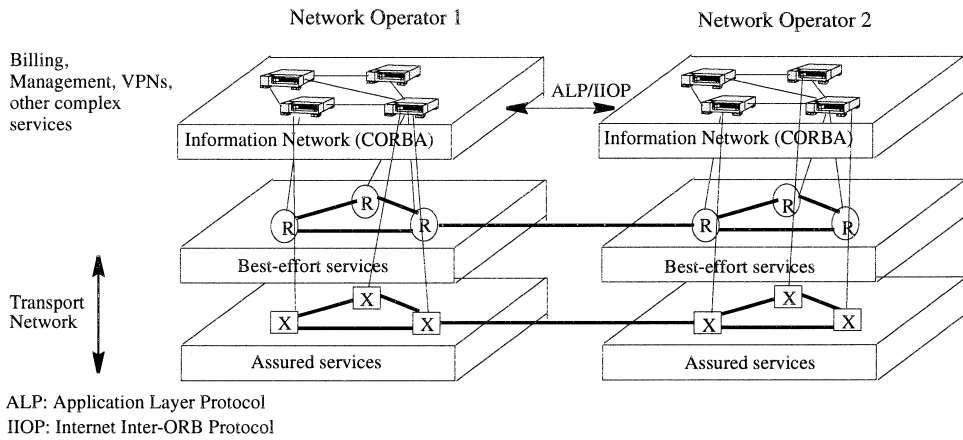 Network Operator 1
Network Operator 2
Billing,
Management, VPNs,
other complex
services
ALP/IIOP
Information Network (CORBA)
Information Network (CORBA)
R
R
R
R
R
R
Best-effort services
Best-effort services
Transport
Network
X
X
X
X
X
X
Assured services
Assured services
ALP: Application Layer Protocol
IIOP: Internet Inter-ORB Protocol